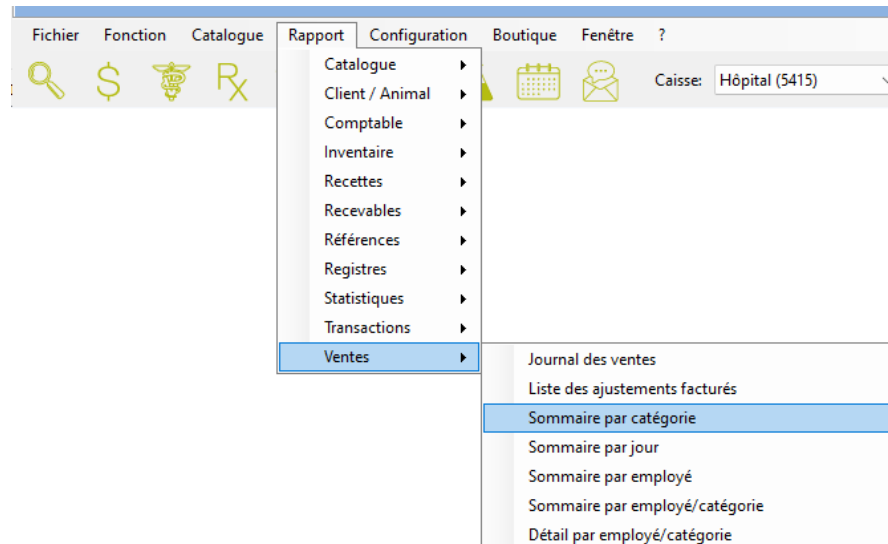 Fichier Fonction Catalogue Rapport Configuration Boutique Fenêtre ?
Caisse: Hôpital (5415)
Catalogue
Client / Animal
Comptable
Inventaire
Recettes
Recevables
Références
Registres
Statistiques
Transactions
Ventes
Journal des ventes
Liste des ajustements facturés
Sommaire par catégorie
Sommaire par jour
Sommaire par employé
Sommaire par employé/catégorie
Détail par employé/catégorie